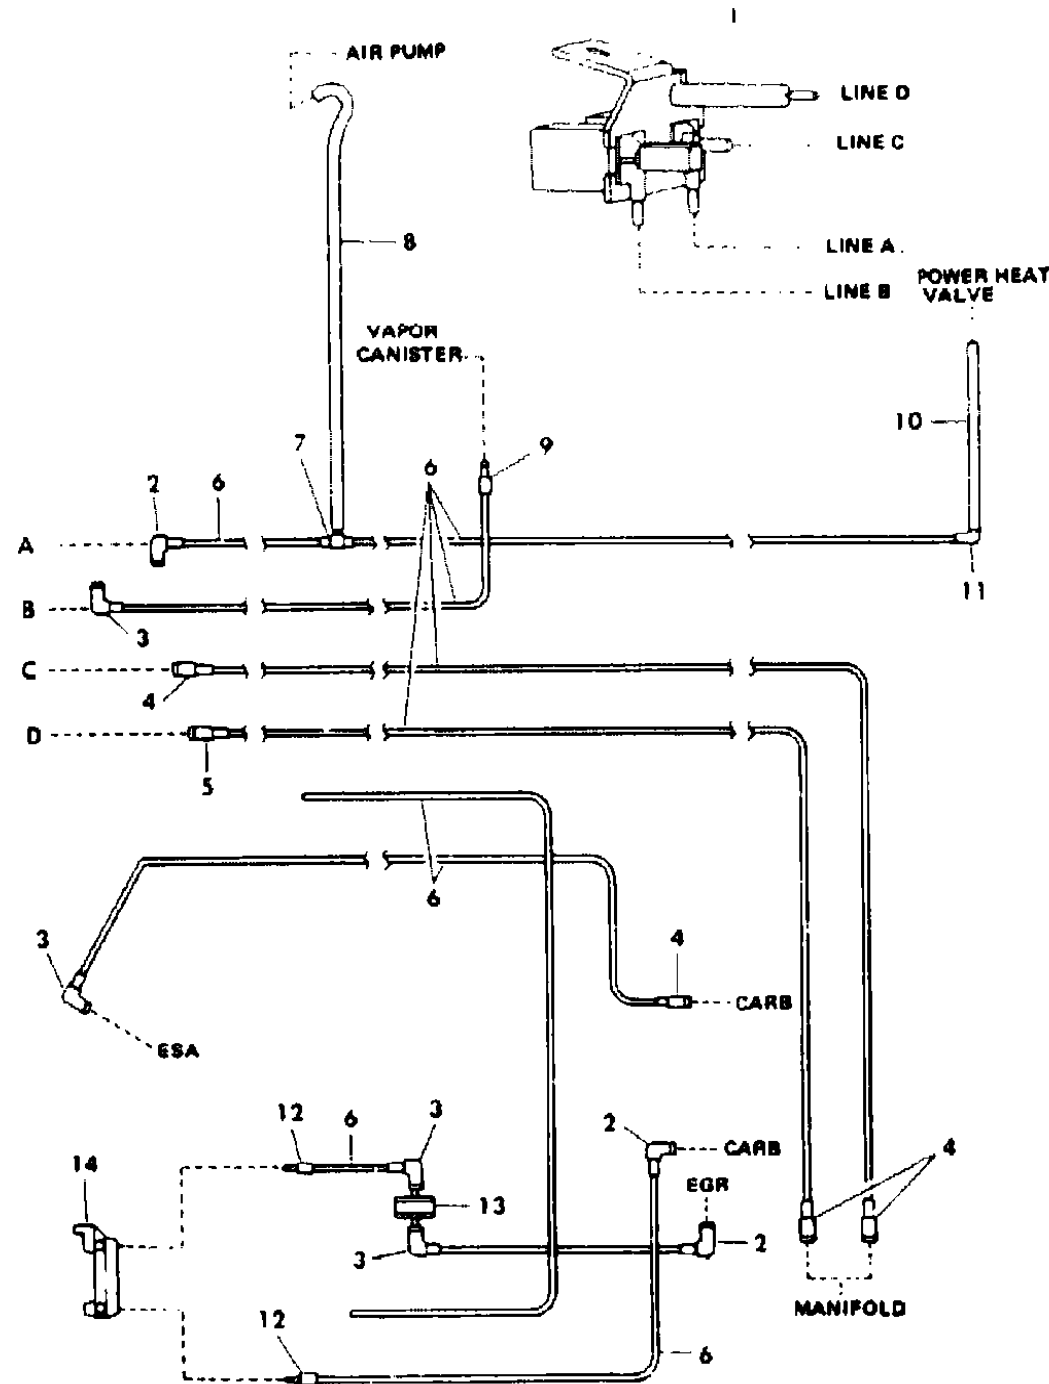 1
AIR PUMP
LINE D
LINE C
8
LINE A
LINE B
POWER HEAT
VALVE
VAPOR
CANISTER
10
7
9
6
2
6
A
11
B
3
C
4
D
5
6
3
4
CARB
ESA
12
6
3
2
CARB
4
14
EGR
13
3
2
MANIFOLD
12
6